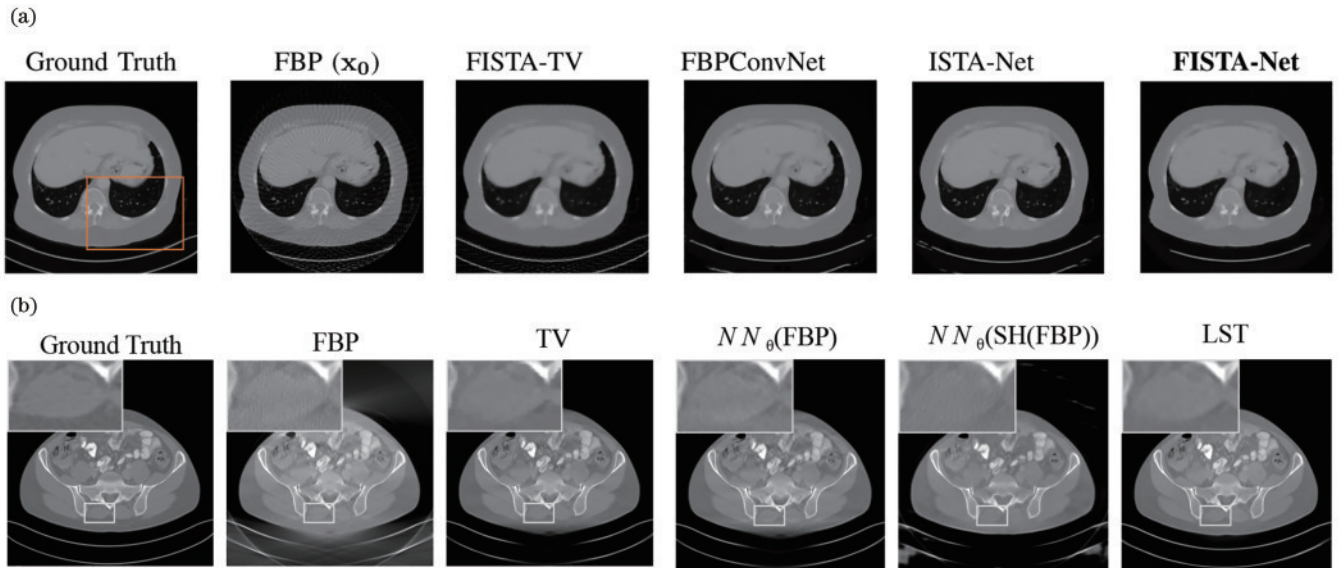 (a)
Ground Truth FBP (x₀) FISTA-TV FBPConvNet ISTA-Net FISTA-Net
(b)
Ground Truth FBP TV NN_θ(FBP) NN_θ(SH(FBP)) LST